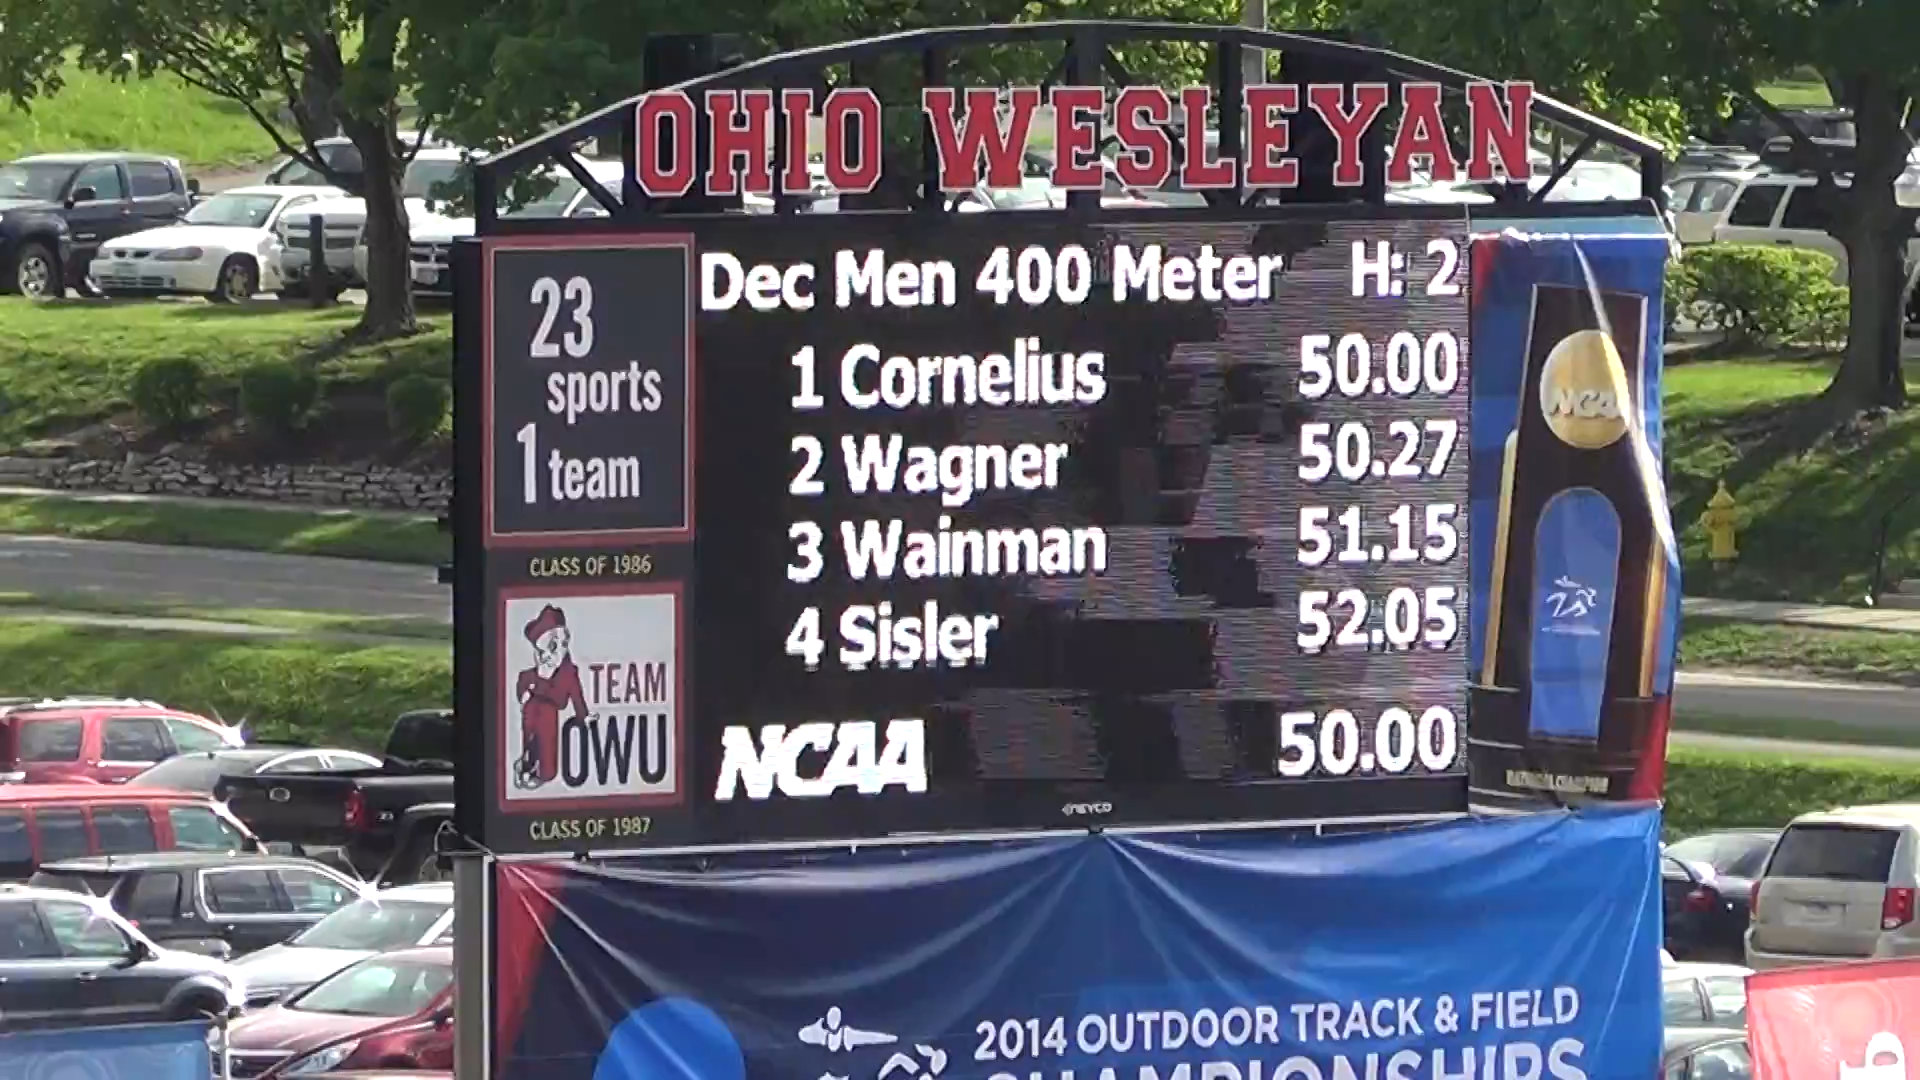 OHIO WESLEYAN
23
sports
1 team
CLASS OF 1986
TEAM
OWU
CLASS OF 1987
Dec Men 400 Meter H: 2
1 Cornelius 50.00
2 Wagner 50.27
3 Wainman 51.15
4 Sisler 52.05
NCAA 50.00
NCAA
2014 OUTDOOR TRACK & FIELD
CHAMPIONSHIPS